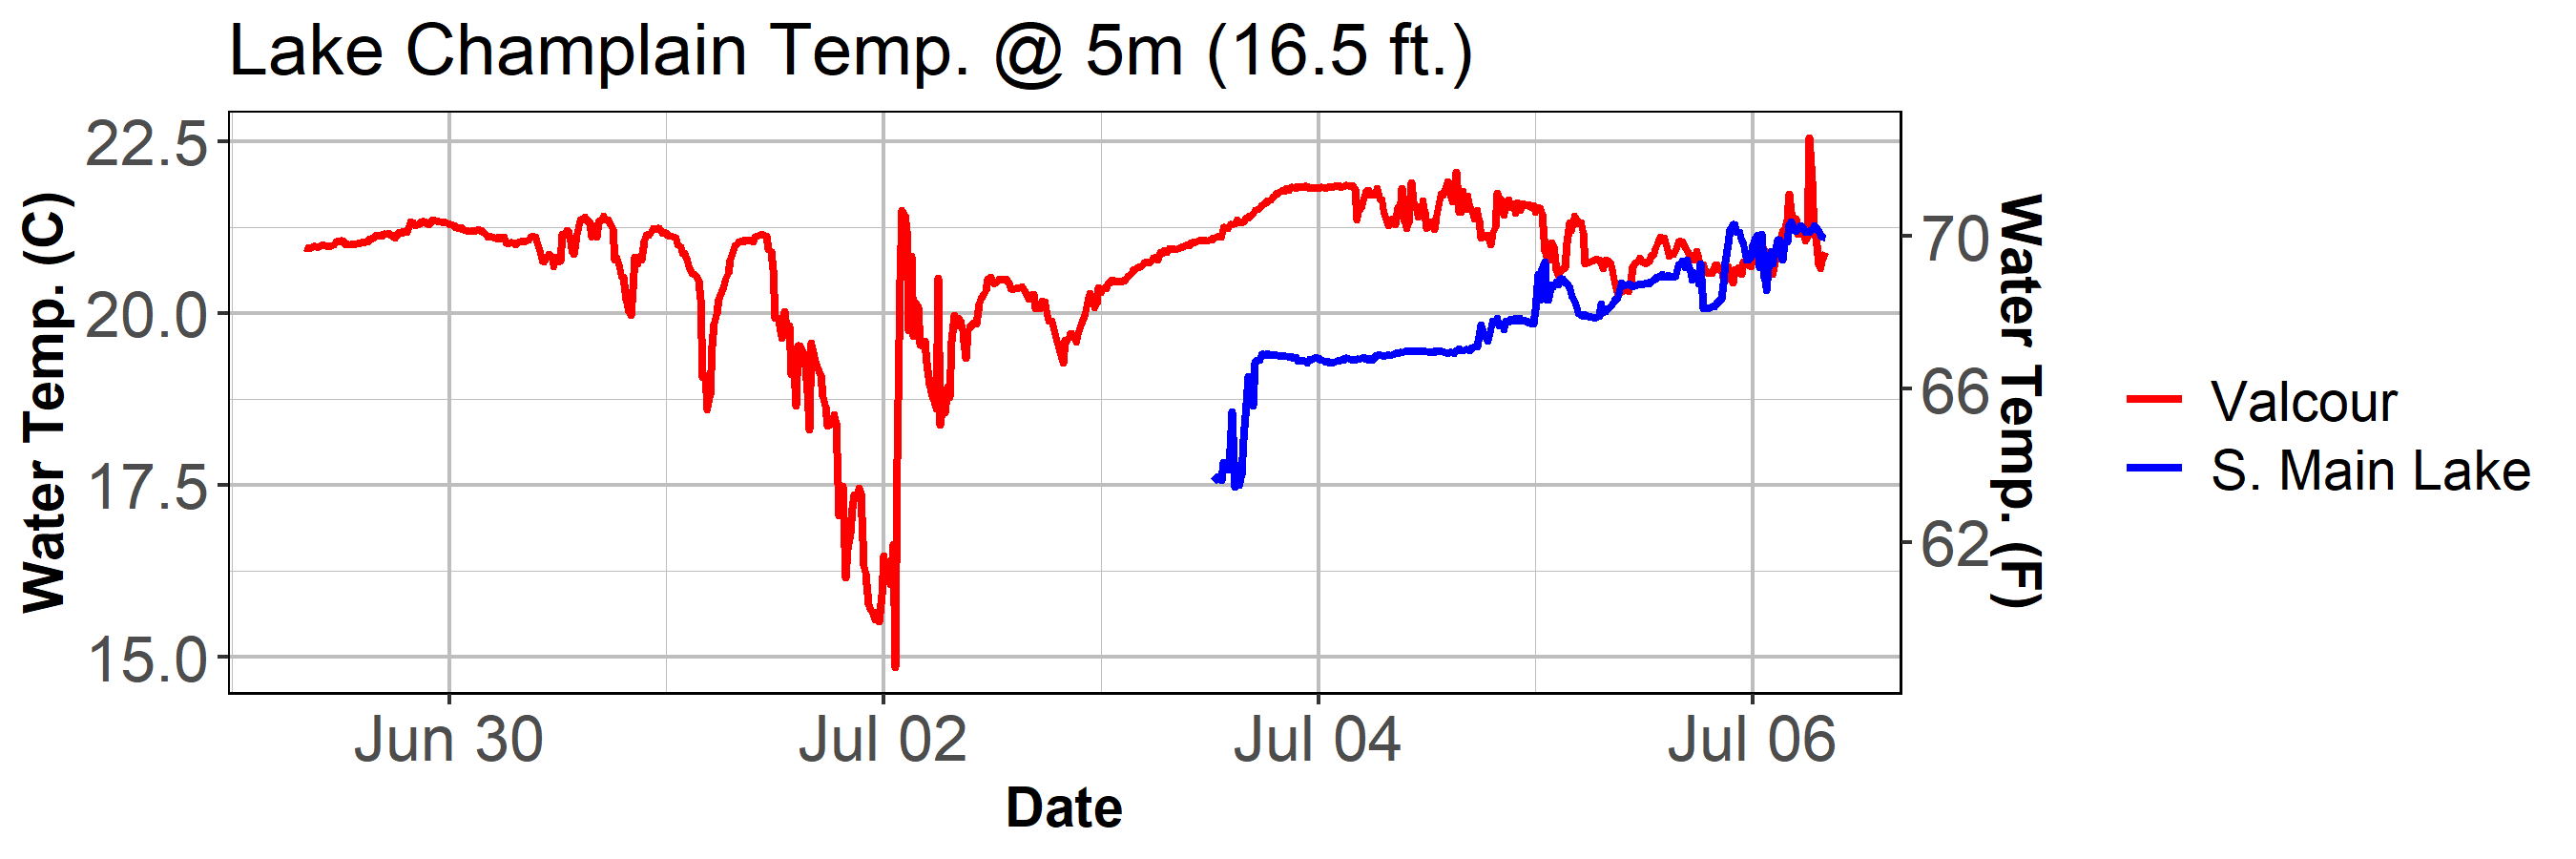 Lake Champlain Temp. @ 5m (16.5 ft.)
Water Temp. (C)
22.5
20.0
17.5
15.0
Jun 30
Jul 02
Jul 04
Jul 06
Date
70
66
62
Water Temp. (F)
Valcour
S. Main Lake